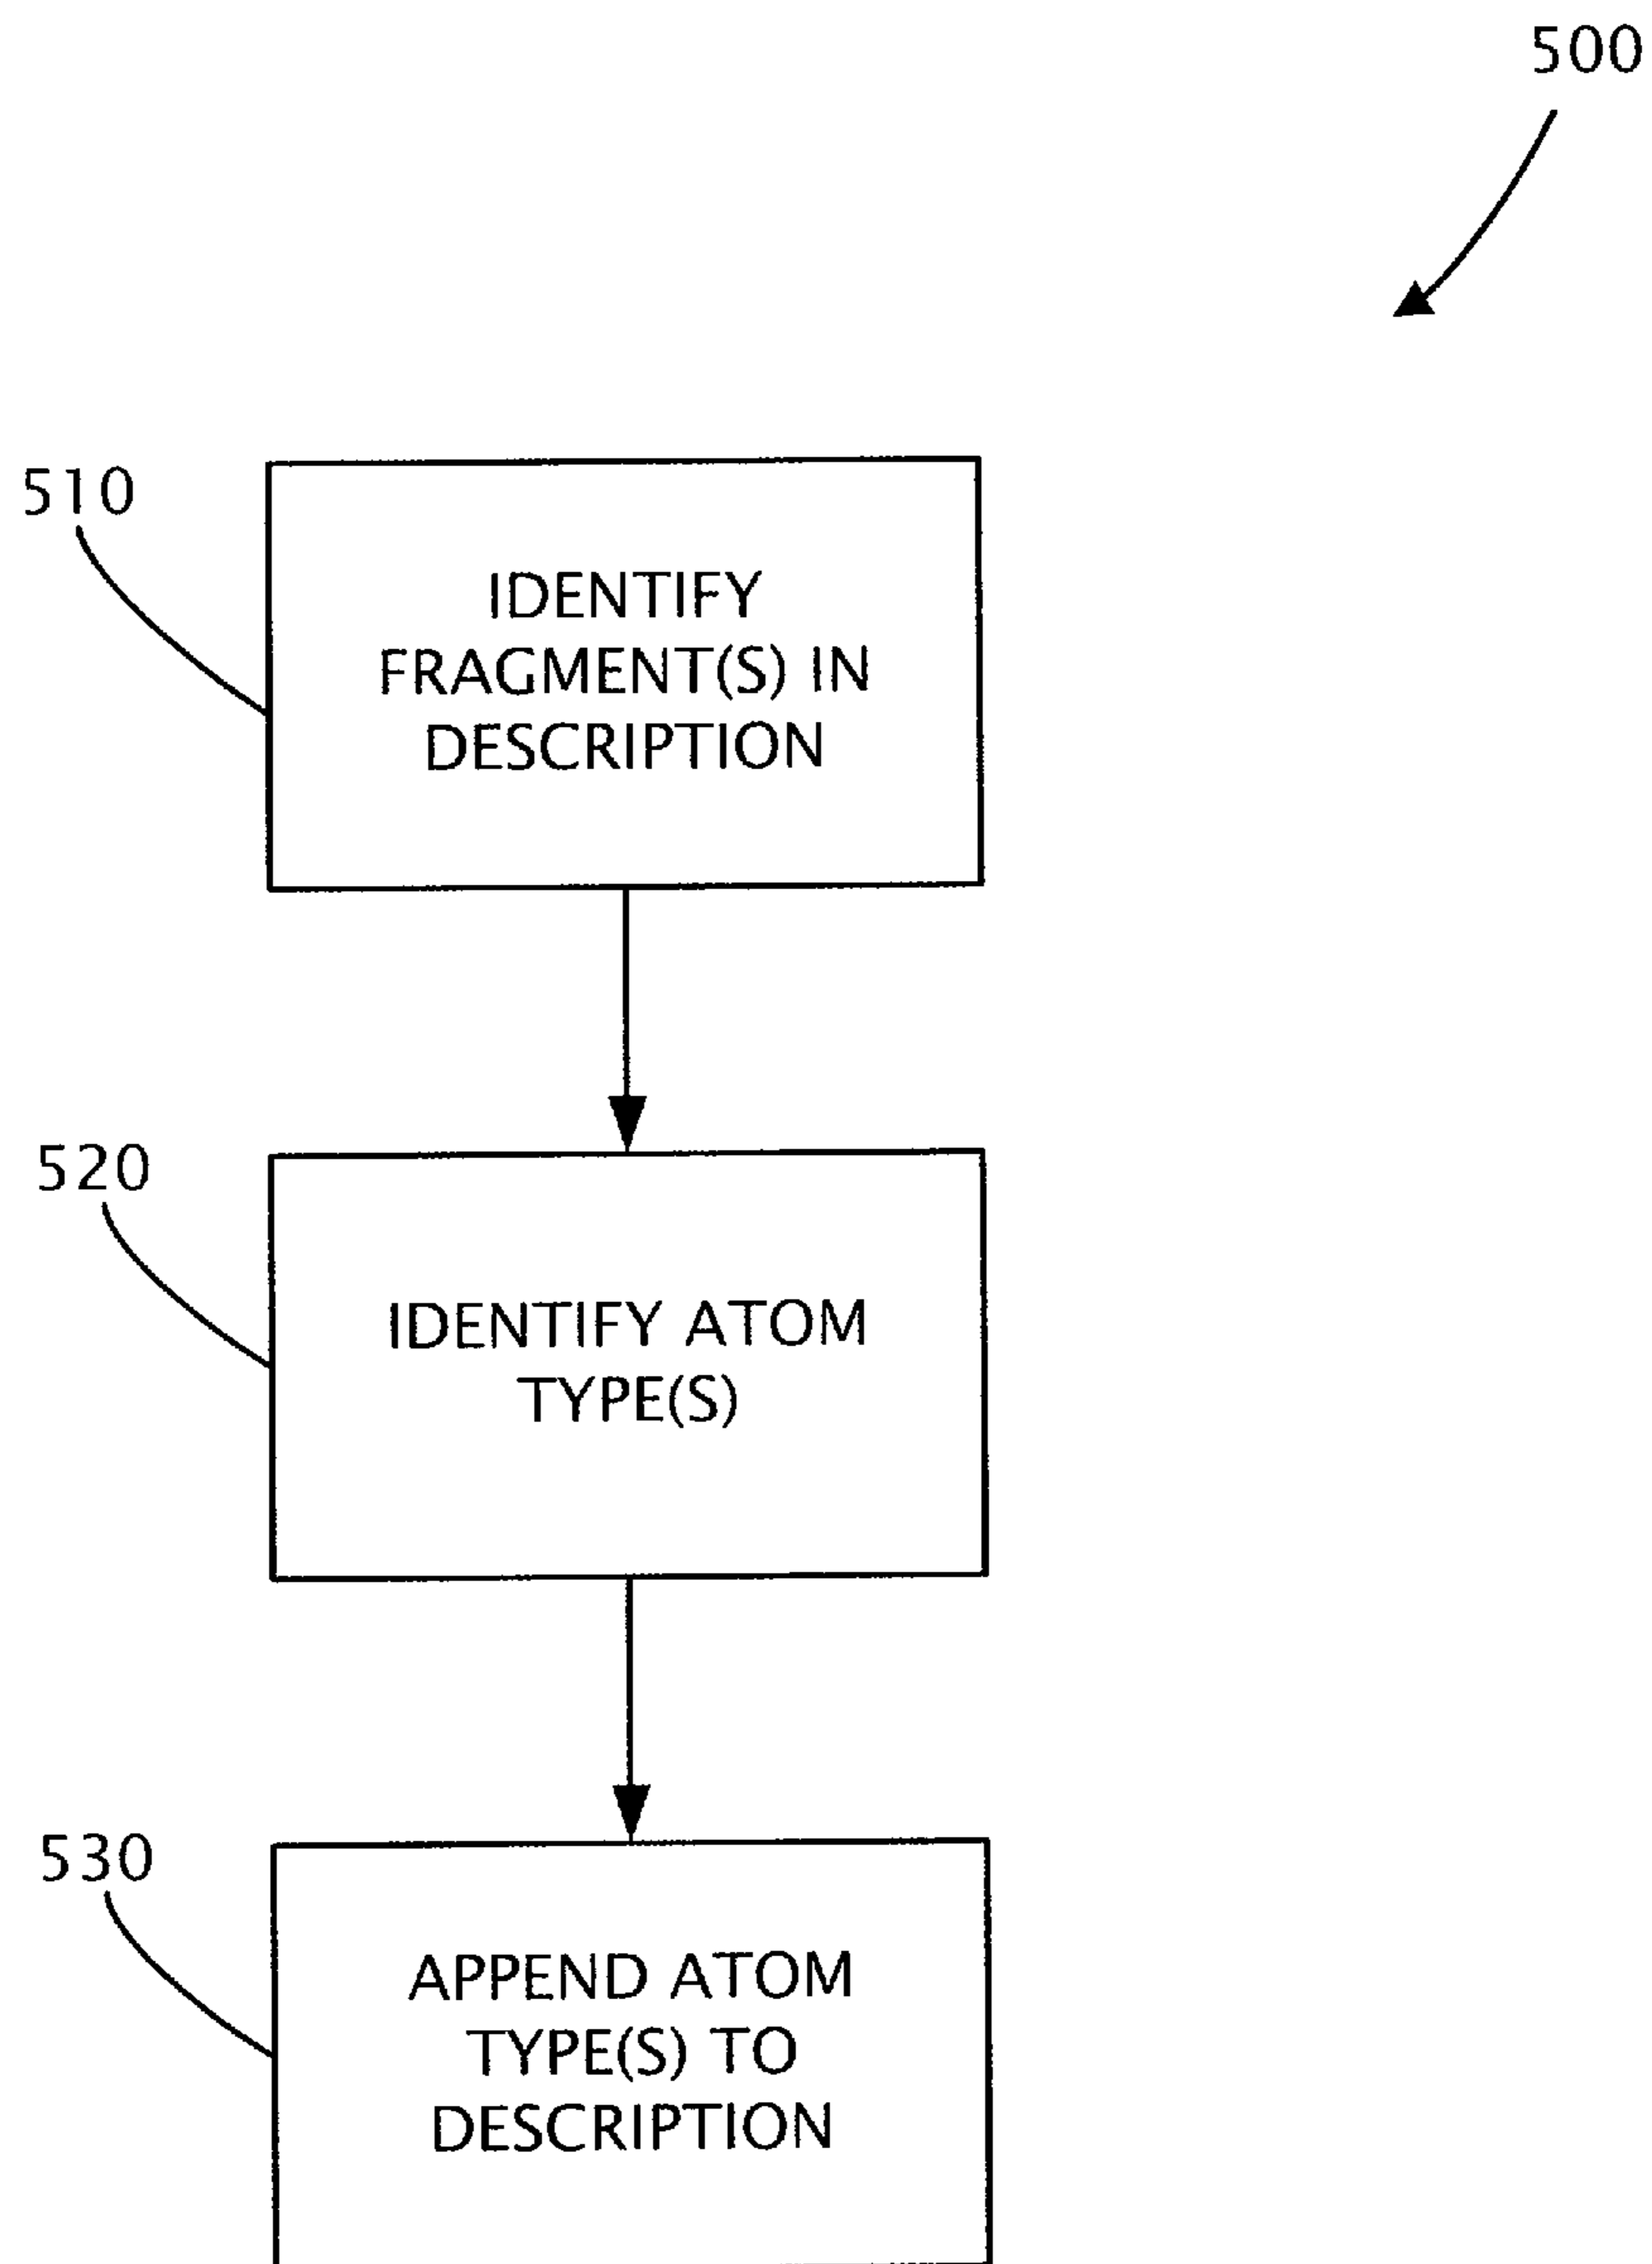 500
510
IDENTIFY
FRAGMENT(S) IN
DESCRIPTION
520
IDENTIFY ATOM
TYPE(S)
530
APPEND ATOM
TYPE(S) TO
DESCRIPTION